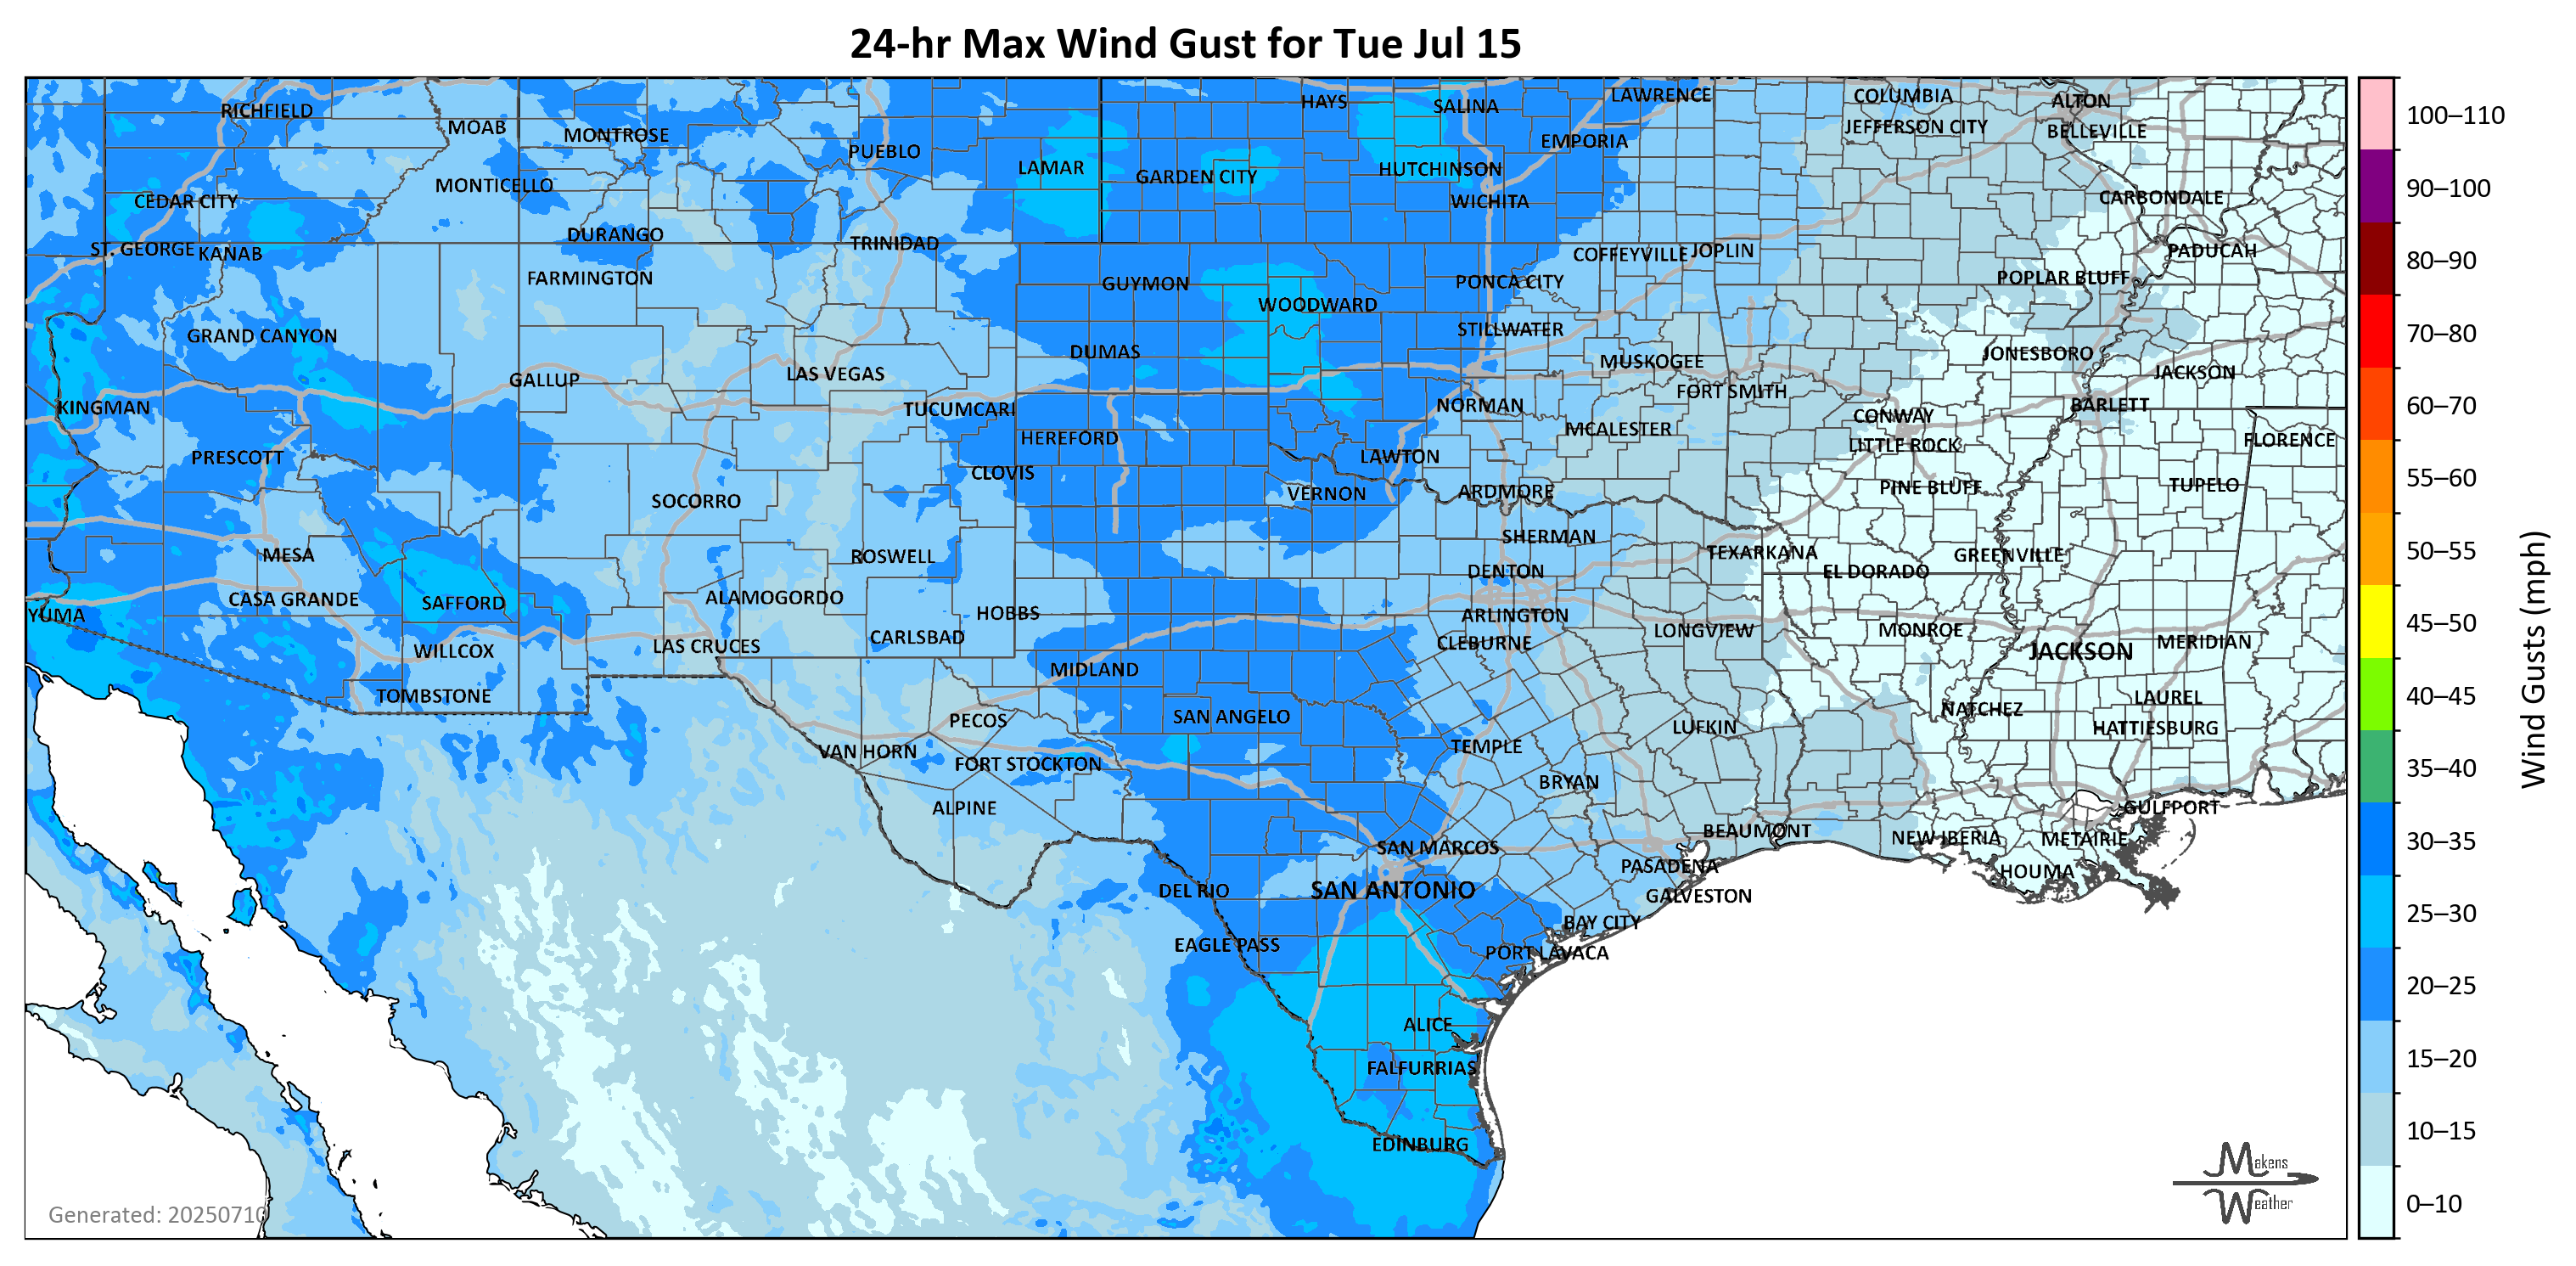 24-hr Max Wind Gust for Tue Jul 15
RICHFIELD
MOAB
MONTROSE
PUEBLO
LAMAR
HAYS
SALINA
LAWRENCE
EMPORIA
COLUMBIA
JEFFERSON CITY
ALTON
BELLEVILLE
MONTICELLO
GARDEN CITY
HUTCHINSON
WICHITA
CEDAR CITY
CARBONDALE
ST. GEORGE
KANAB
DURANGO
TRINIDAD
COFFEYVILLE
JOPLIN
PADUCAH
FARMINGTON
GUYMON
WOODWARD
PONCA CITY
POPLAR BLUFF
GRAND CANYON
STILLWATER
DUMAS
MUSKOGEE
JONESBORO
JACKSON
GALLUP
LAS VEGAS
FORT SMITH
KINGMAN
TUCUMCARI
NORMAN
CONWAY
BARLETT
PRESCOTT
HEREFORD
MCALESTER
LITTLE ROCK
FLORENCE
CLOVIS
LAWTON
SOCORRO
VERNON
ARDMORE
PINE BLUFF
TUPELO
MESA
ROSWELL
SHERMAN
TEXARKANA
GREENVILLE
DENTON
EL DORADO
YUMA
CASA GRANDE
SAFFORD
ALAMOGORDO
HOBBS
ARLINGTON
WILLCOX
LAS CRUCES
CARLSBAD
CLEBURNE
LONGVIEW
MONROE
JACKSON
MERIDIAN
TOMBSTONE
MIDLAND
PECOS
SAN ANGELO
NATCHEZ
LAUREL
HATTIESBURG
VAN HORN
FORT STOCKTON
TEMPLE
LUFKIN
ALPINE
BRYAN
GULFPORT
SAN MARCOS
BEAUMONT
NEW IBERIA
METAIRIE
DEL RIO
SAN ANTONIO
PASADENA
HOUMA
GALVESTON
EAGLE PASS
BAY CITY
PORT LAVACA
ALICE
FALFURRIAS
EDINBURG
Generated: 20250710
Makens
Weather
100–110
90–100
80–90
70–80
60–70
55–60
50–55
45–50
40–45
35–40
30–35
25–30
20–25
15–20
10–15
0–10
Wind Gusts (mph)